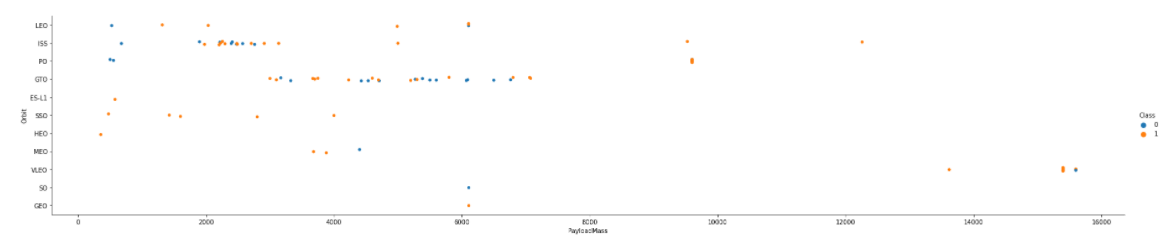 LEO
ISS
PO
GTO
ES-L1
SSO
HEO
MEO
VLEO
SO
GEO
Orbit
0 2000 4000 6000 8000 10000 12000 14000 16000
PayloadMass
Class
0
1